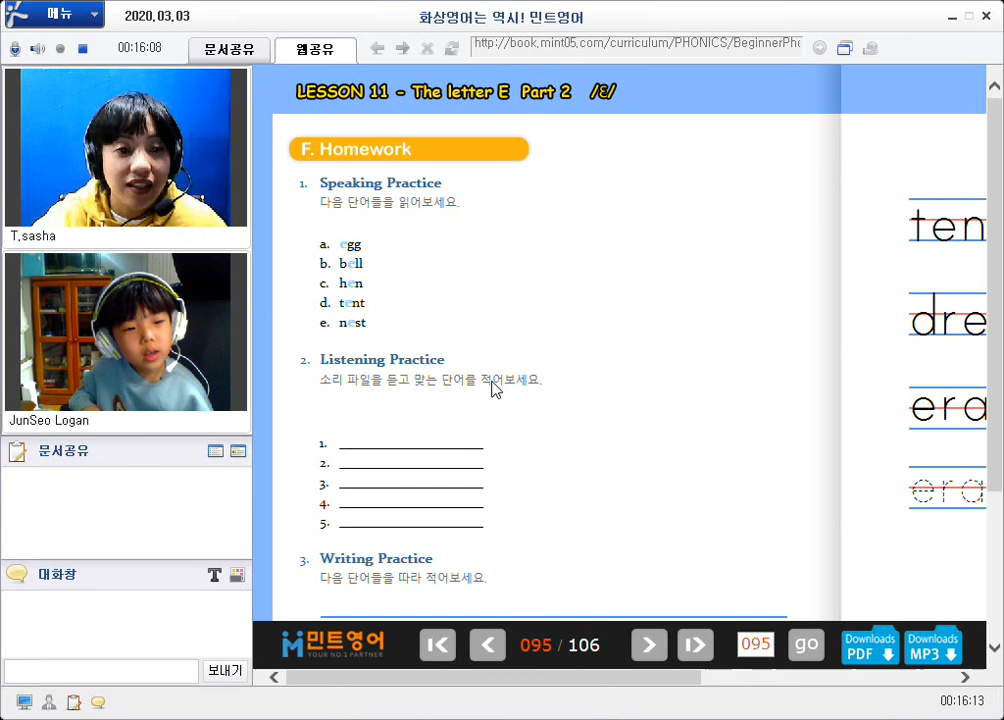 메뉴
2020,03,03
화상영어는 역시! 민트영어
00:16:08
문서공유
웹공유
http://book.mint05.com/curriculum/PHONICS/BeginnerPho
LESSON 11 - The letter E Part 2 /ɛ/
F. Homework
1. Speaking Practice
다음 단어들을 읽어보세요.
a. egg
b. bell
c. hen
d. tent
e. nest
2. Listening Practice
소리 파일을 듣고 맞는 단어를 적어보세요.
1.
2.
3.
4.
5.
3. Writing Practice
다음 단어들을 따라 적어보세요.
ten
dre
era
era
T.sasha
JunSeo Logan
문서공유
대화창
보내기
민트영어
YOUR NO.1 PARTNER
095 / 106
095
go
Downloads
PDF
Downloads
MP3
00:16:13